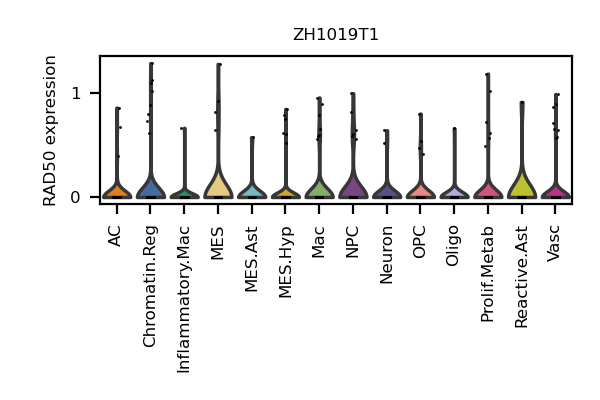 ZH1019T1
RAD50 expression
1
0
AC
Chromatin.Reg
Inflammatory.Mac
MES
MES.Ast
MES.Hyp
Mac
NPC
Neuron
OPC
Oligo
Prolif.Metab
Reactive.Ast
Vasc